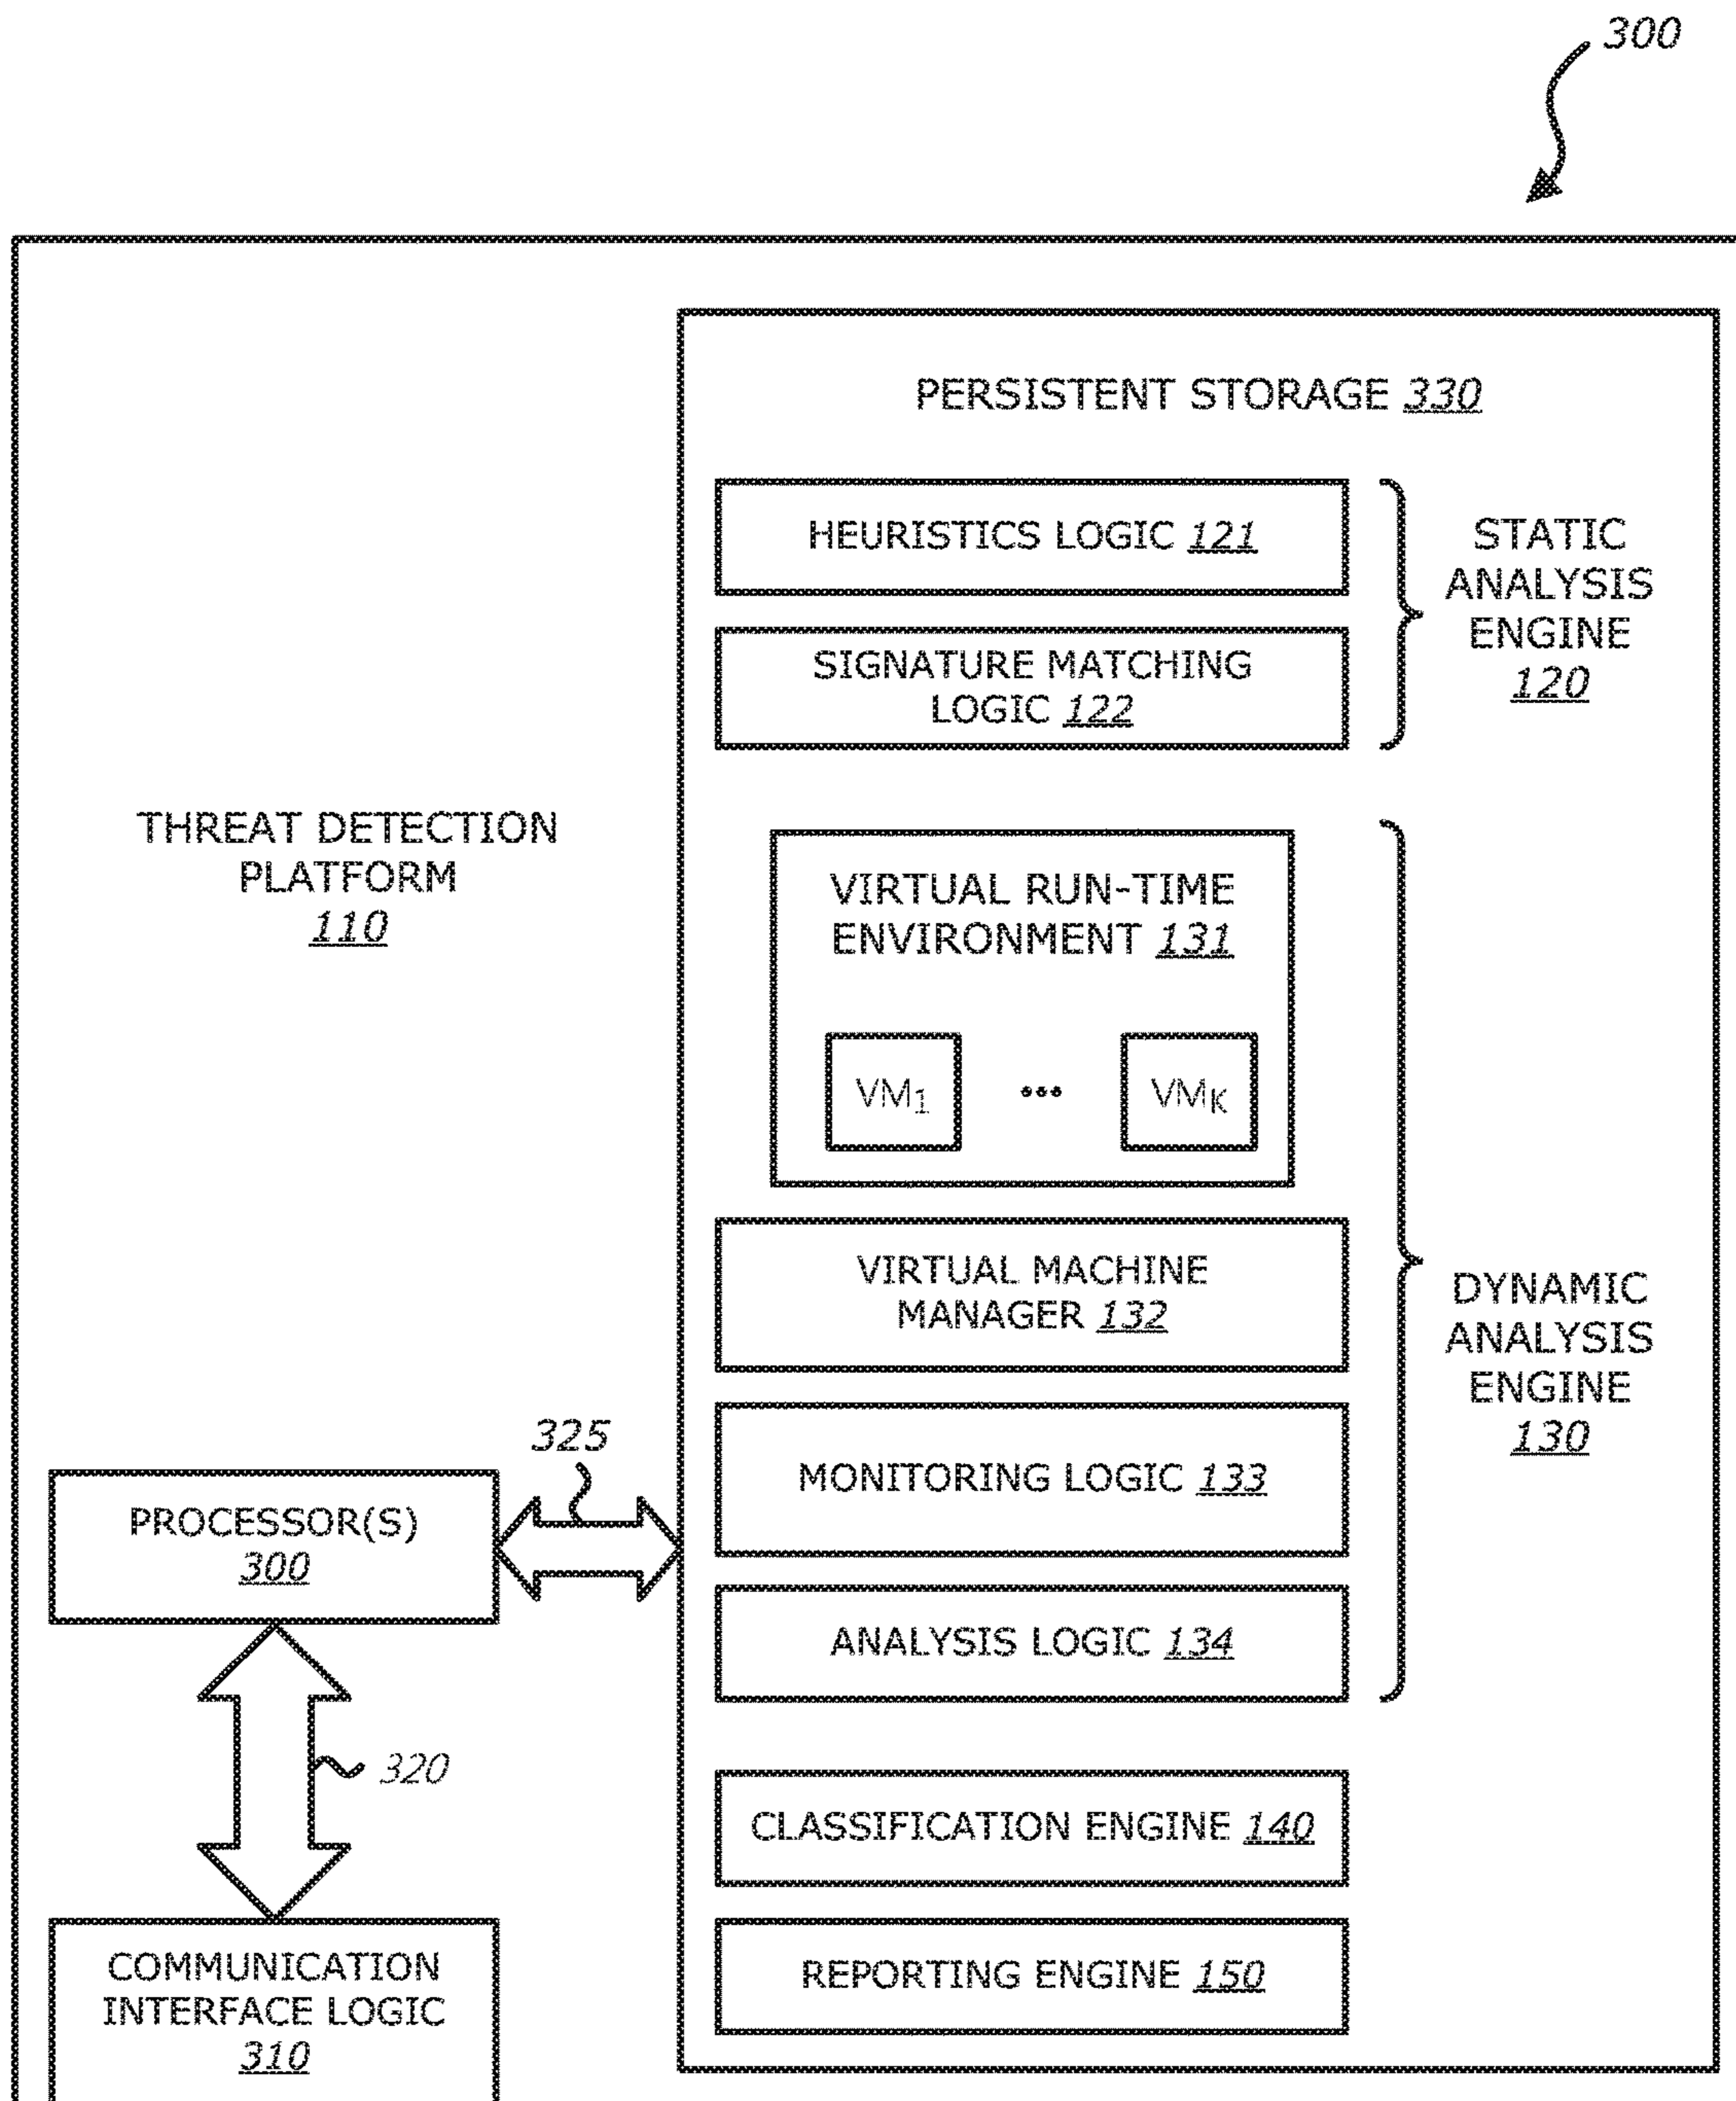 300
PERSISTENT STORAGE 330
HEURISTICS LOGIC 121
SIGNATURE MATCHING
LOGIC 122
STATIC
ANALYSIS
ENGINE
120
THREAT DETECTION
PLATFORM
110
VIRTUAL RUN-TIME
ENVIRONMENT 131
VM1 ... VMK
VIRTUAL MACHINE
MANAGER 132
MONITORING LOGIC 133
ANALYSIS LOGIC 134
DYNAMIC
ANALYSIS
ENGINE
130
325
PROCESSOR(S)
300
320
CLASSIFICATION ENGINE 140
REPORTING ENGINE 150
COMMUNICATION
INTERFACE LOGIC
310